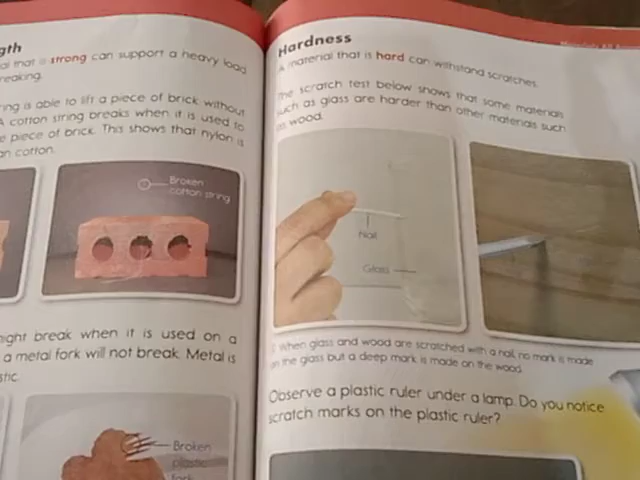 gth
al that is strong can support a heavy load
reaking.
ring is able to lift a piece of brick without
A cotton string breaks when it is used to
e piece of brick. This shows that nylon is
an cotton.
Broken
cotton string
night break when it is used on a
a metal fork will not break. Metal is
stic.
Broken
plastic
fork
Hardness
A material that is hard can withstand scratches.
The scratch test below shows that some materials
such as glass are harder than other materials such
as wood.
Nail
Glass
When glass and wood are scratched with a nail, no mark is made
on the glass but a deep mark is made on the wood.
Observe a plastic ruler under a lamp. Do you notice
scratch marks on the plastic ruler?